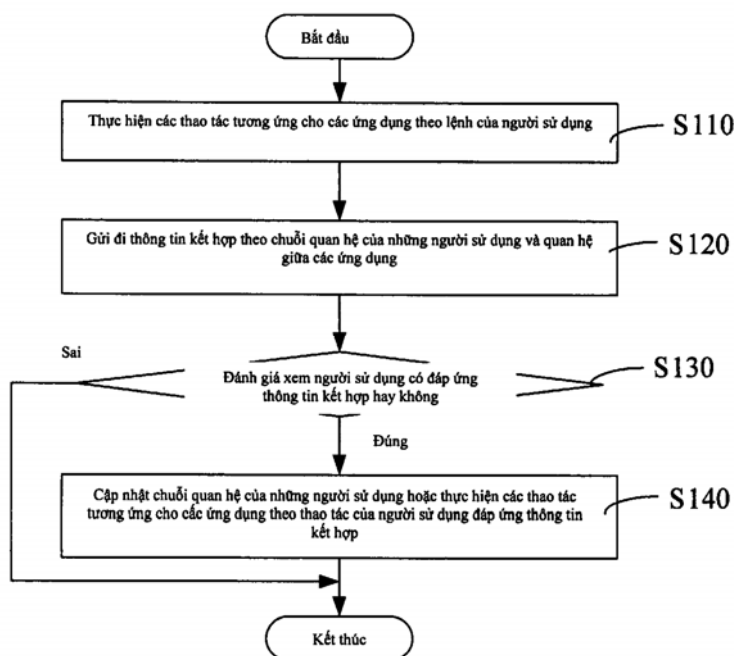 Bắt đầu
Thực hiện các thao tác tương ứng cho các ứng dụng theo lệnh của người sử dụng
S110
Gửi đi thông tin kết hợp theo chuỗi quan hệ của những người sử dụng và quan hệ
giữa các ứng dụng
S120
Sai
Đánh giá xem người sử dụng có đáp ứng
thông tin kết hợp hay không
S130
Đúng
Cập nhật chuỗi quan hệ của những người sử dụng hoặc thực hiện các thao tác
tương ứng cho các ứng dụng theo thao tác của người sử dụng đáp ứng thông tin
kết hợp
S140
Kết thúc